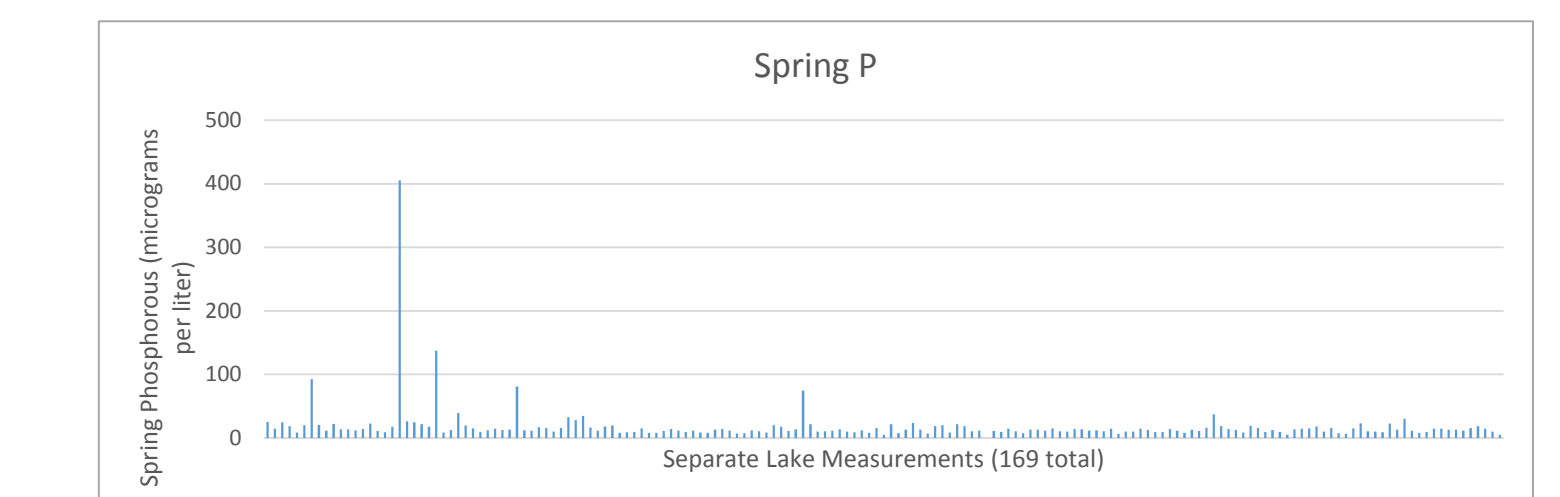 Spring P
Spring Phosphorous (micrograms
per liter)
500
400
300
200
100
0
Separate Lake Measurements (169 total)